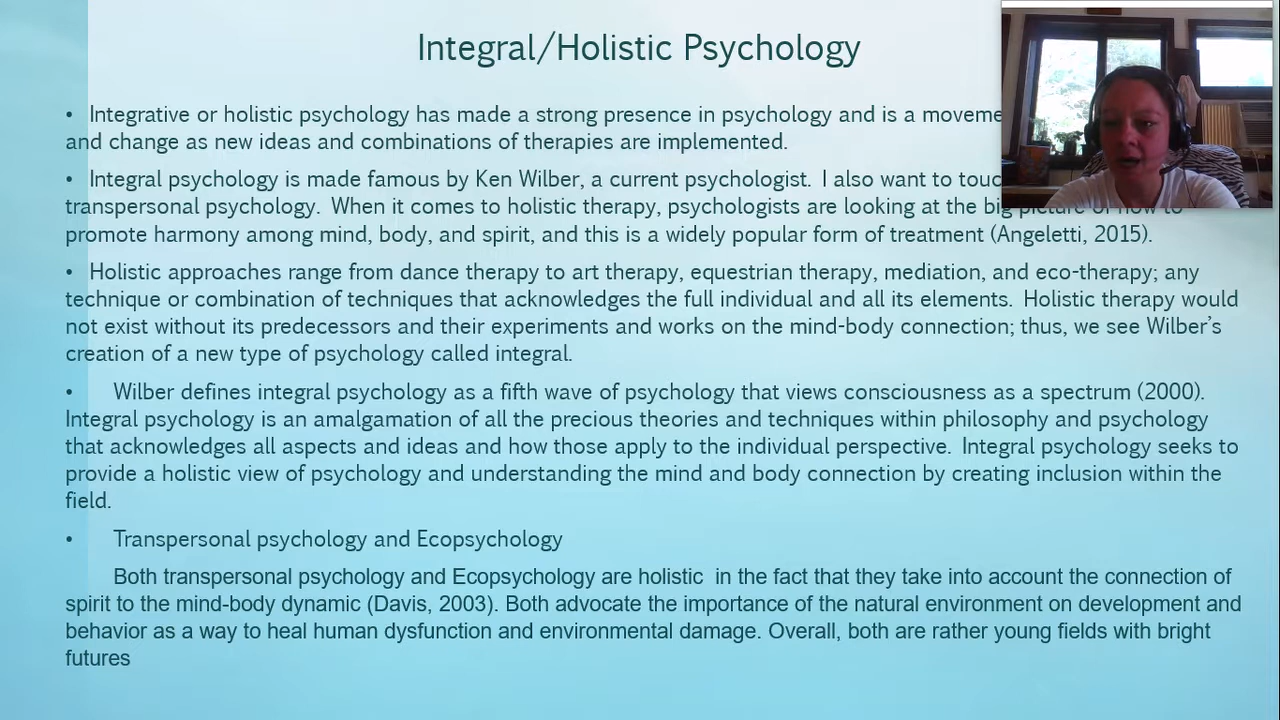 Integral/Holistic Psychology
• Integrative or holistic psychology has made a strong presence in psychology and is a moveme
and change as new ideas and combinations of therapies are implemented.
• Integral psychology is made famous by Ken Wilber, a current psychologist. I also want to touc
transpersonal psychology. When it comes to holistic therapy, psychologists are looking at the big picture of how to
promote harmony among mind, body, and spirit, and this is a widely popular form of treatment (Angeletti, 2015).
• Holistic approaches range from dance therapy to art therapy, equestrian therapy, mediation, and eco-therapy; any
technique or combination of techniques that acknowledges the full individual and all its elements. Holistic therapy would
not exist without its predecessors and their experiments and works on the mind-body connection; thus, we see Wilber's
creation of a new type of psychology called integral.
• Wilber defines integral psychology as a fifth wave of psychology that views consciousness as a spectrum (2000).
Integral psychology is an amalgamation of all the precious theories and techniques within philosophy and psychology
that acknowledges all aspects and ideas and how those apply to the individual perspective. Integral psychology seeks to
provide a holistic view of psychology and understanding the mind and body connection by creating inclusion within the
field.
• Transpersonal psychology and Ecopsychology
Both transpersonal psychology and Ecopsychology are holistic in the fact that they take into account the connection of
spirit to the mind-body dynamic (Davis, 2003). Both advocate the importance of the natural environment on development and
behavior as a way to heal human dysfunction and environmental damage. Overall, both are rather young fields with bright
futures